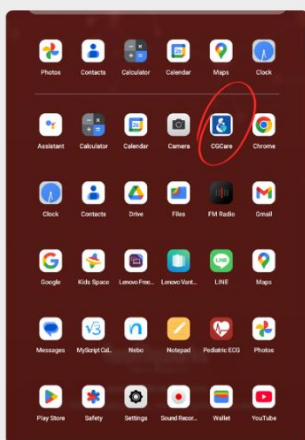 Photos Contacts Calculator Calendar Maps Clock
Assistant Calculator Calendar Camera CGCare Chrome
Clock Contacts Drive Files FM Radio Gmail
Google Kids Space Lenovo Free... Lenovo Vant... LINE Maps
Messages MyScript Cal... Nebo Notepad Pediatric ECG Photos
Play Store Safety Settings Sound Recor... Wallet YouTube